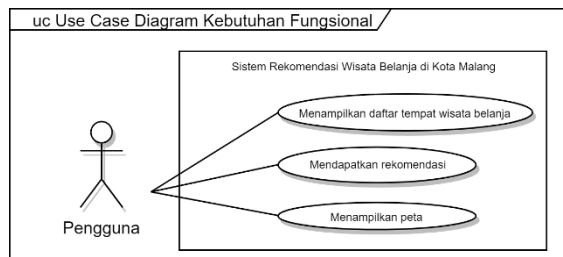 uc Use Case Diagram Kebutuhan Fungsional
Sistem Rekomendasi Wisata Belanja di Kota Malang
Menampilkan daftar tempat wisata belanja
Mendapatkan rekomendasi
Menampilkan peta
Pengguna